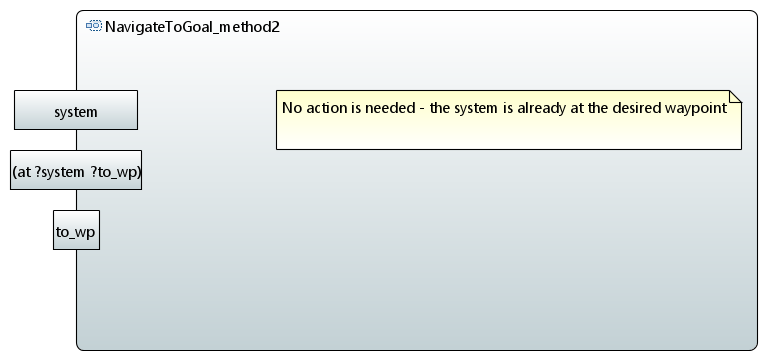 NavigateToGoal_method2
system
No action is needed - the system is already at the desired waypoint
(at ?system ?to_wp)
to_wp